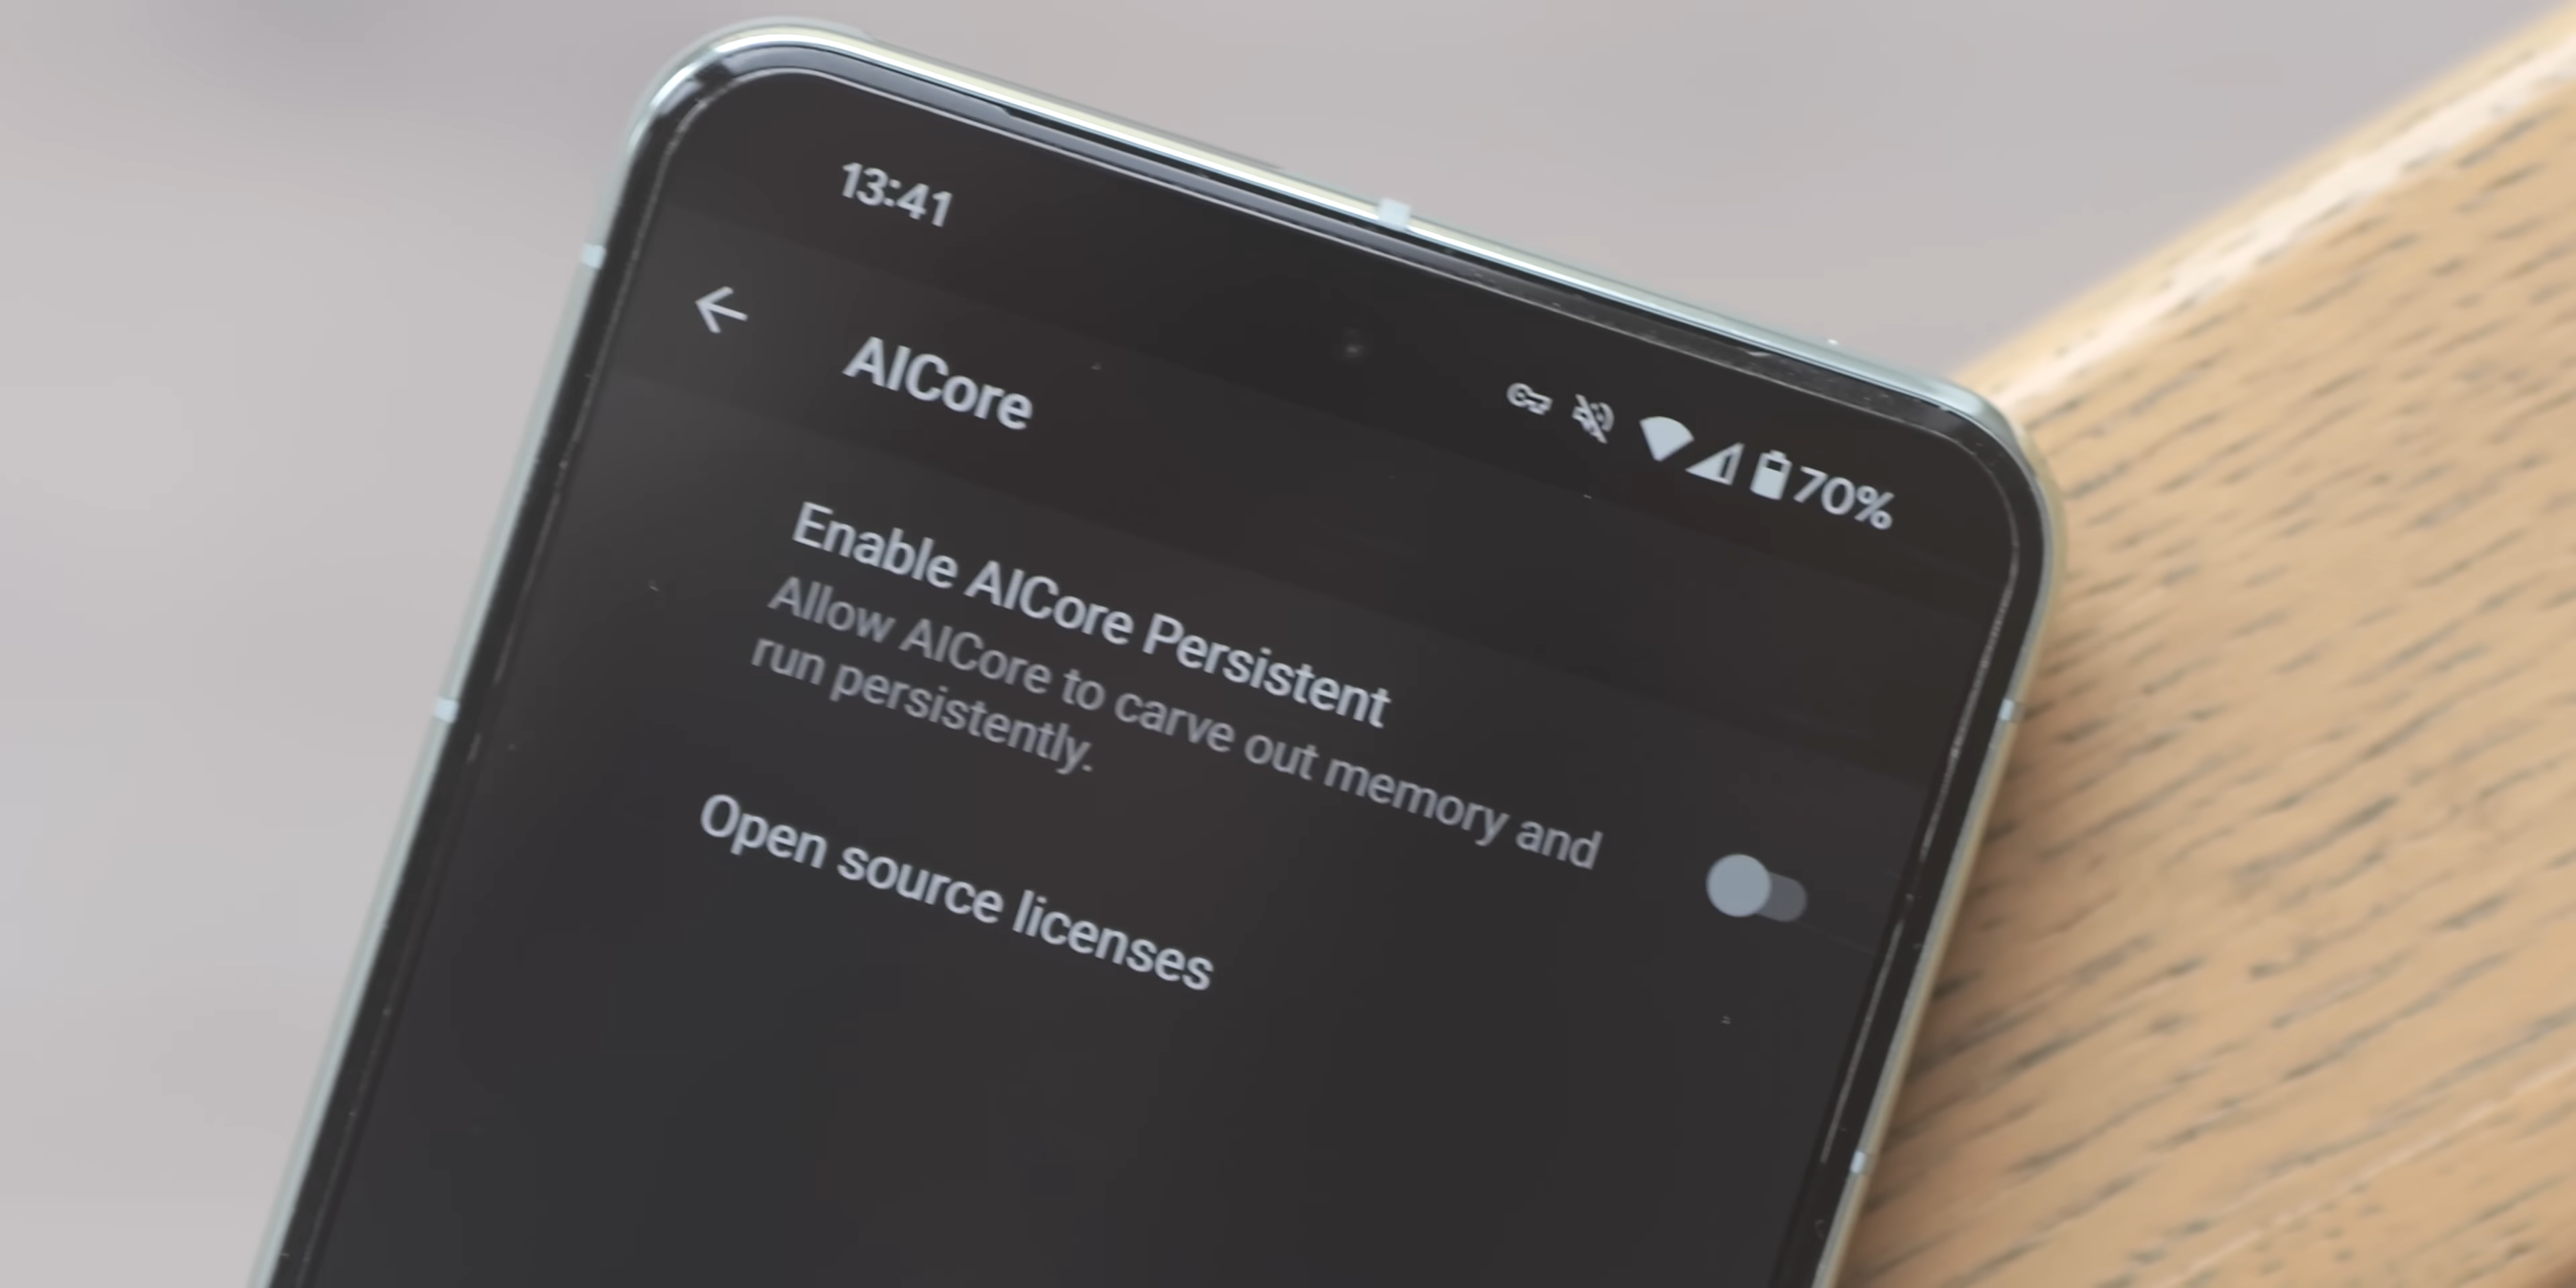 13:41
70%
AICore
Enable AICore Persistent
Allow AICore to carve out memory and
run persistently.
Open source licenses